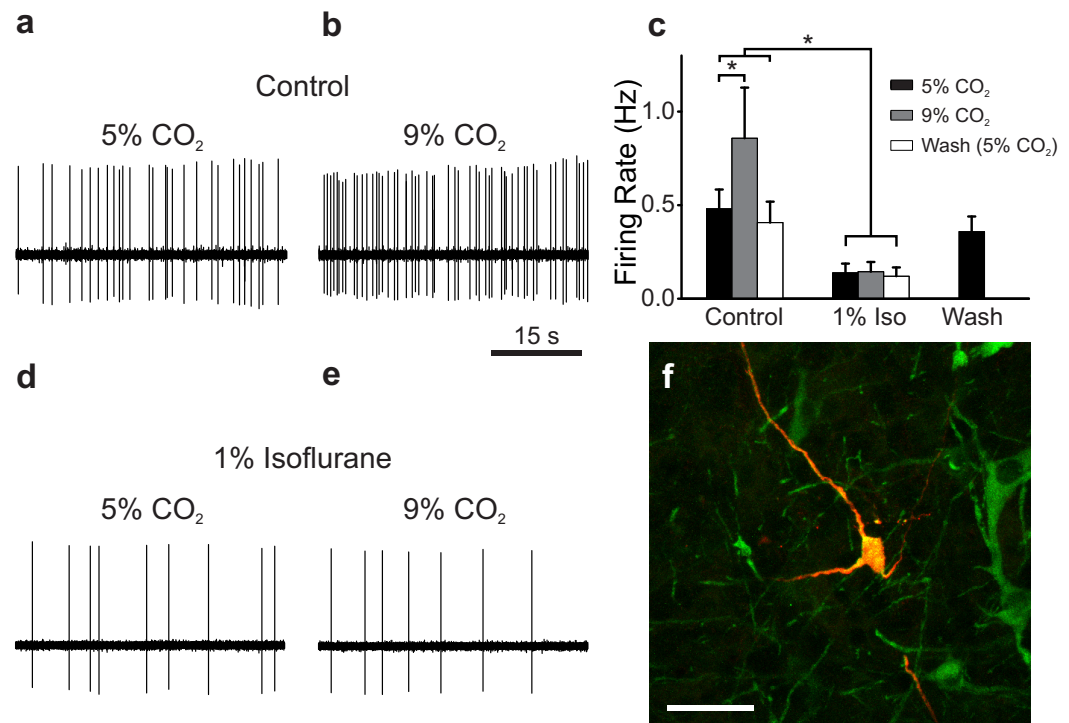 a
b
Control
5% CO₂
9% CO₂
15 s
c
*
*
Firing Rate (Hz)
1.0
0.5
0.0
5% CO₂
9% CO₂
Wash (5% CO₂)
Control
1% Iso
Wash
d
e
1% Isoflurane
5% CO₂
9% CO₂
f